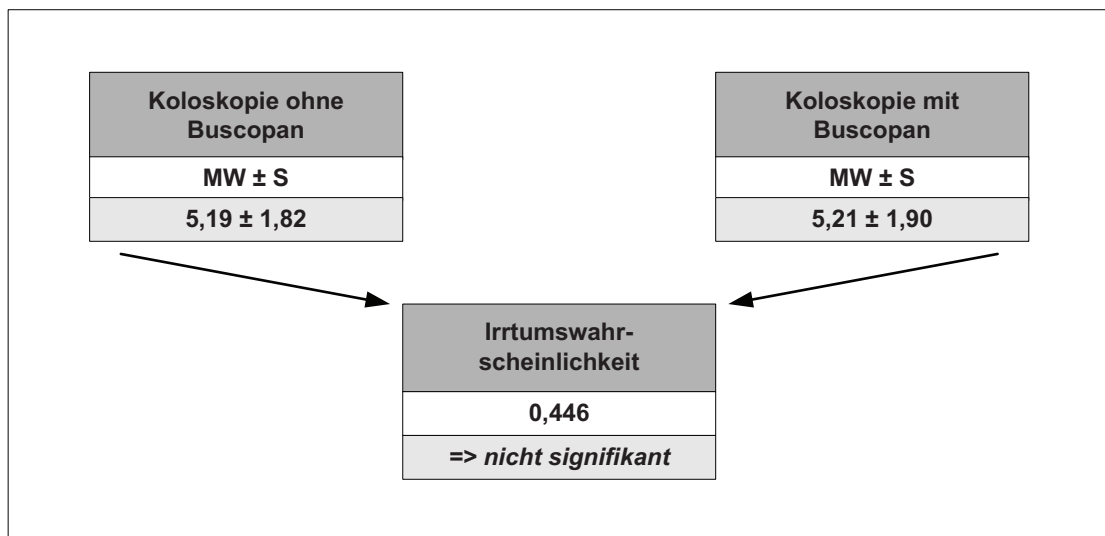 Koloskopie ohne
Buscopan
MW ± S
5,19 ± 1,82
Koloskopie mit
Buscopan
MW ± S
5,21 ± 1,90
Irrtumswahr-
scheinlichkeit
0,446
=> nicht signifikant